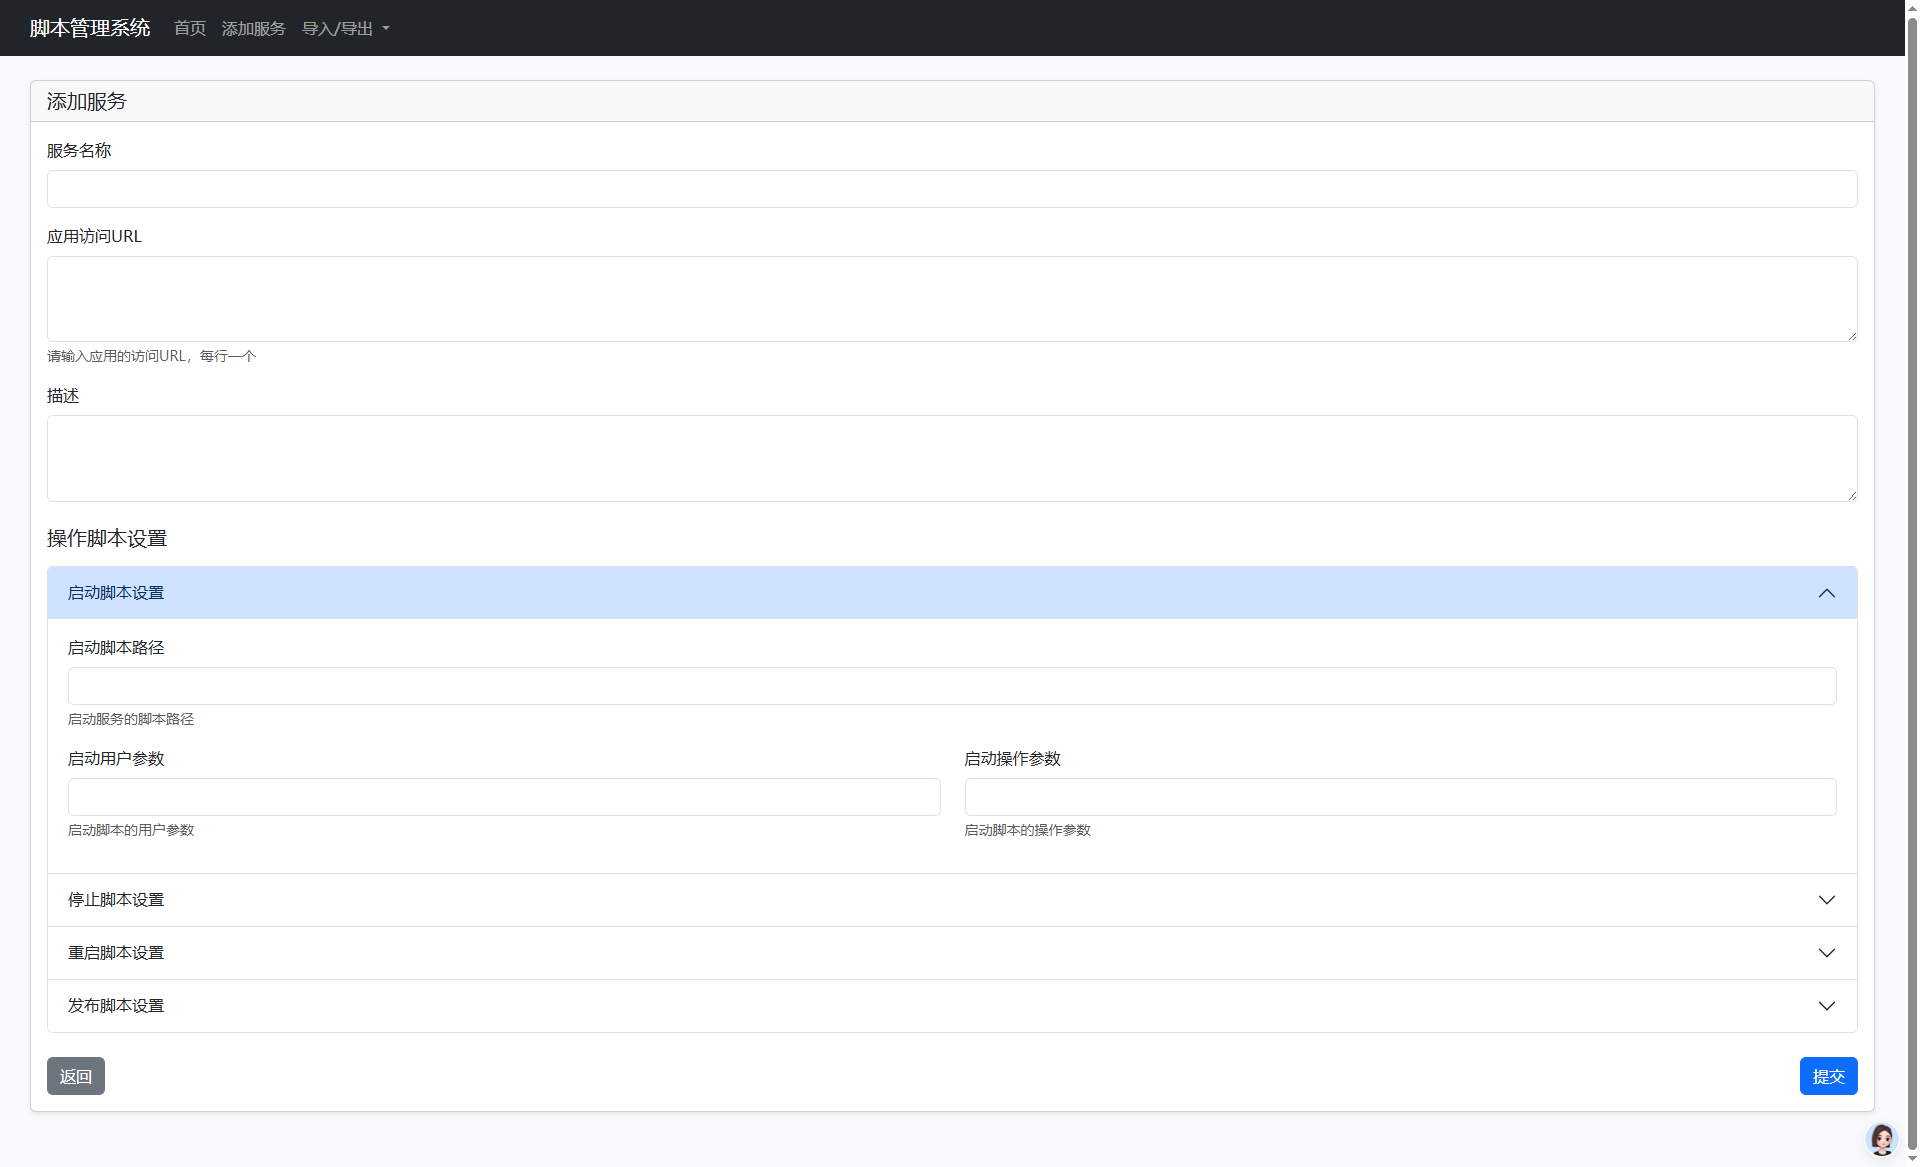 脚本管理系统 首页 添加服务 导入/导出
添加服务
服务名称
应用访问URL
请输入应用的访问URL，每行一个
描述
操作脚本设置
启动脚本设置
启动脚本路径
启动服务的脚本路径
启动用户参数 启动操作参数
启动脚本的用户参数 启动脚本的操作参数
停止脚本设置
重启脚本设置
发布脚本设置
返回 提交